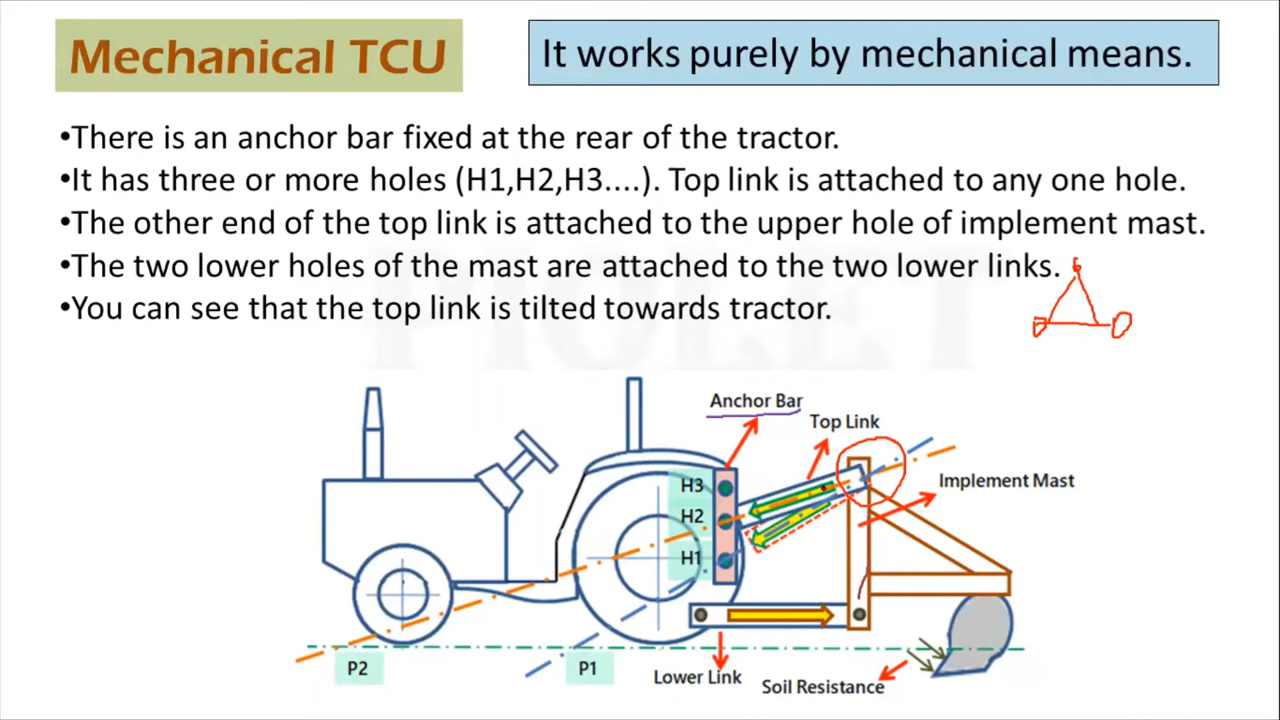 Mechanical TCU
It works purely by mechanical means.
•There is an anchor bar fixed at the rear of the tractor.
•It has three or more holes (H1,H2,H3....). Top link is attached to any one hole.
•The other end of the top link is attached to the upper hole of implement mast.
•The two lower holes of the mast are attached to the two lower links.
•You can see that the top link is tilted towards tractor.
Anchor Bar
Top Link
H3
Implement Mast
H2
H1
P2
P1
Lower Link
Soil Resistance